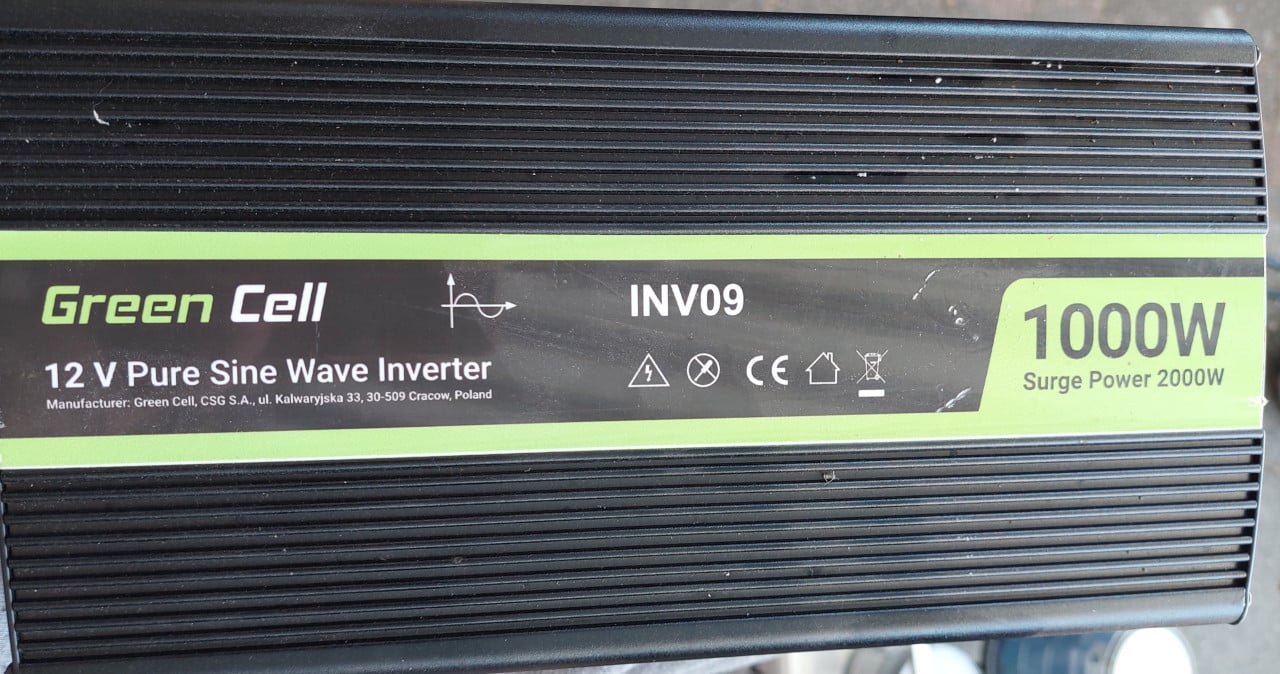 Green Cell
12 V Pure Sine Wave Inverter
Manufacturer: Green Cell, CSG S.A., ul. Kalwaryjska 33, 30-509 Cracow, Poland
INV09
CE
1000W
Surge Power 2000W